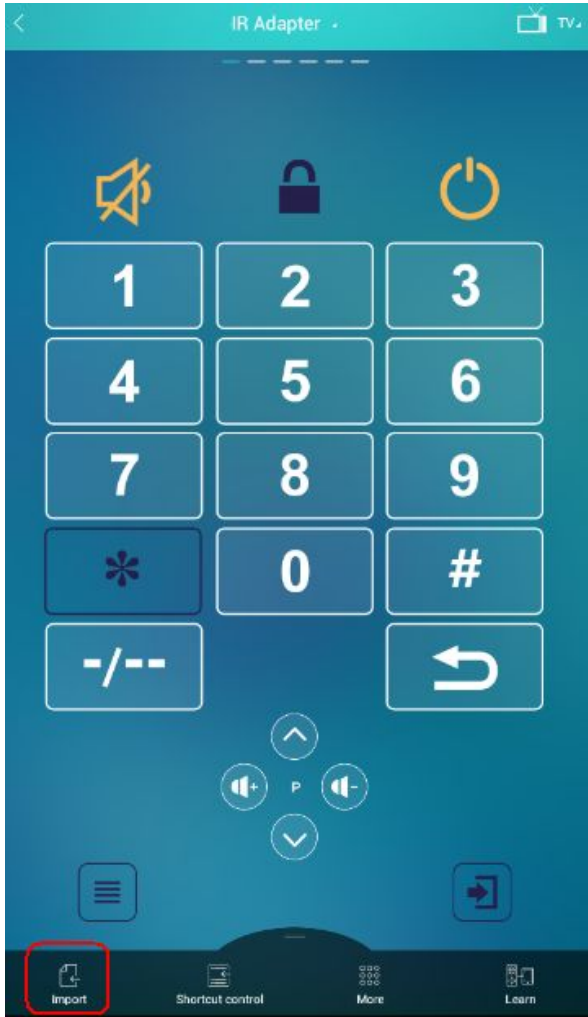 IR Adapter
TV
1 2 3
4 5 6
7 8 9
* 0 #
-/--
+ P -
Import Shortcut control More Learn